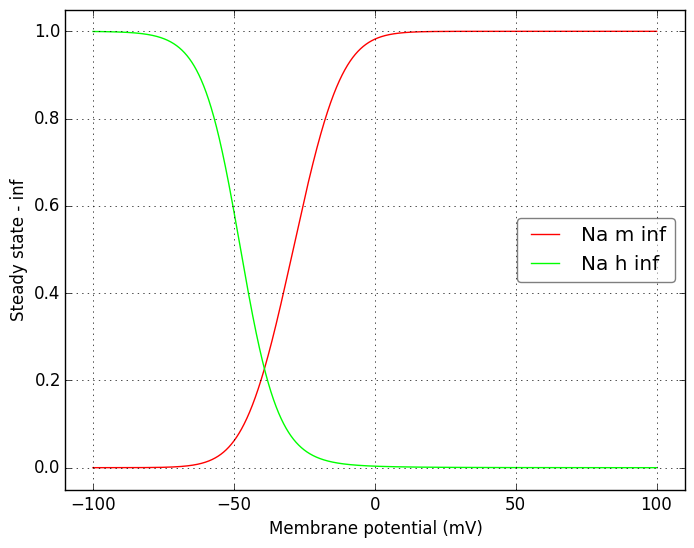 1.0
0.8
0.6
0.4
0.2
0.0
Steady state - inf
Na m inf
Na h inf
−100
−50
0
50
100
Membrane potential (mV)